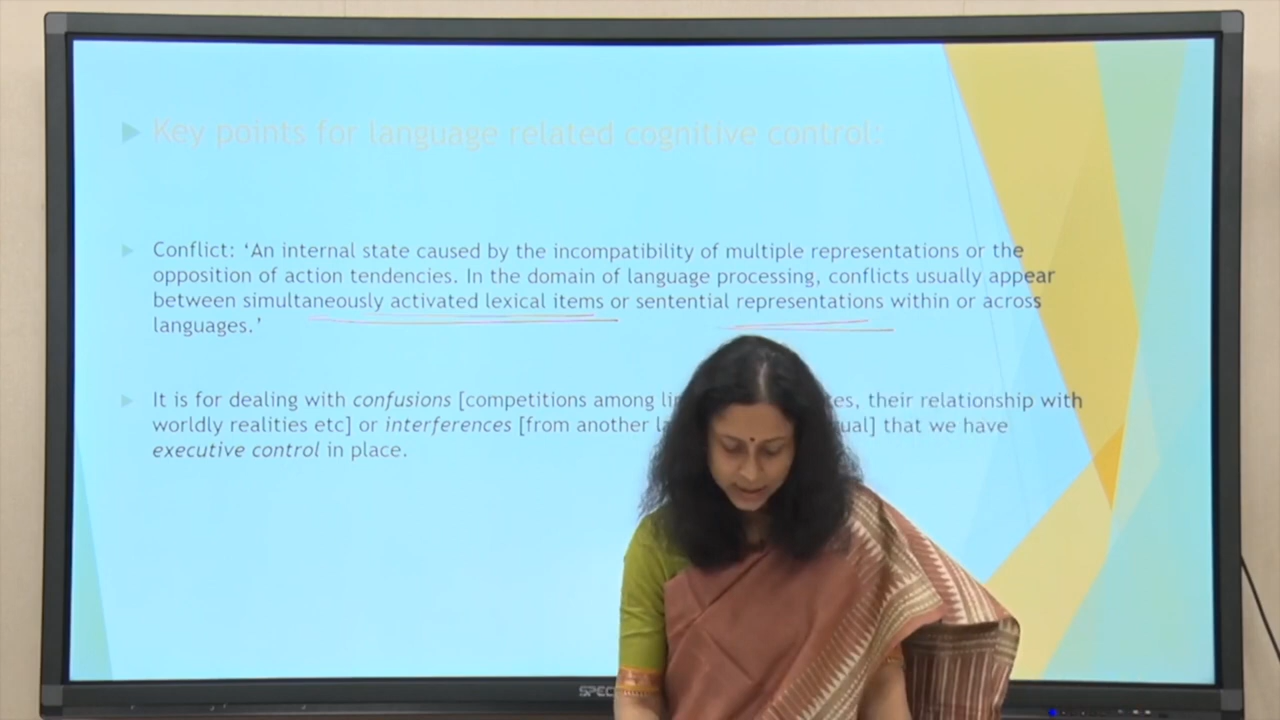 Key points for language related cognitive control:
Conflict: ‘An internal state caused by the incompatibility of multiple representations or the
opposition of action tendencies. In the domain of language processing, conflicts usually appear
between simultaneously activated lexical items or sentential representations within or across
languages.’
It is for dealing with confusions [competitions among their relationship with
worldly realities etc] or interferences [from another that we have
executive control in place.